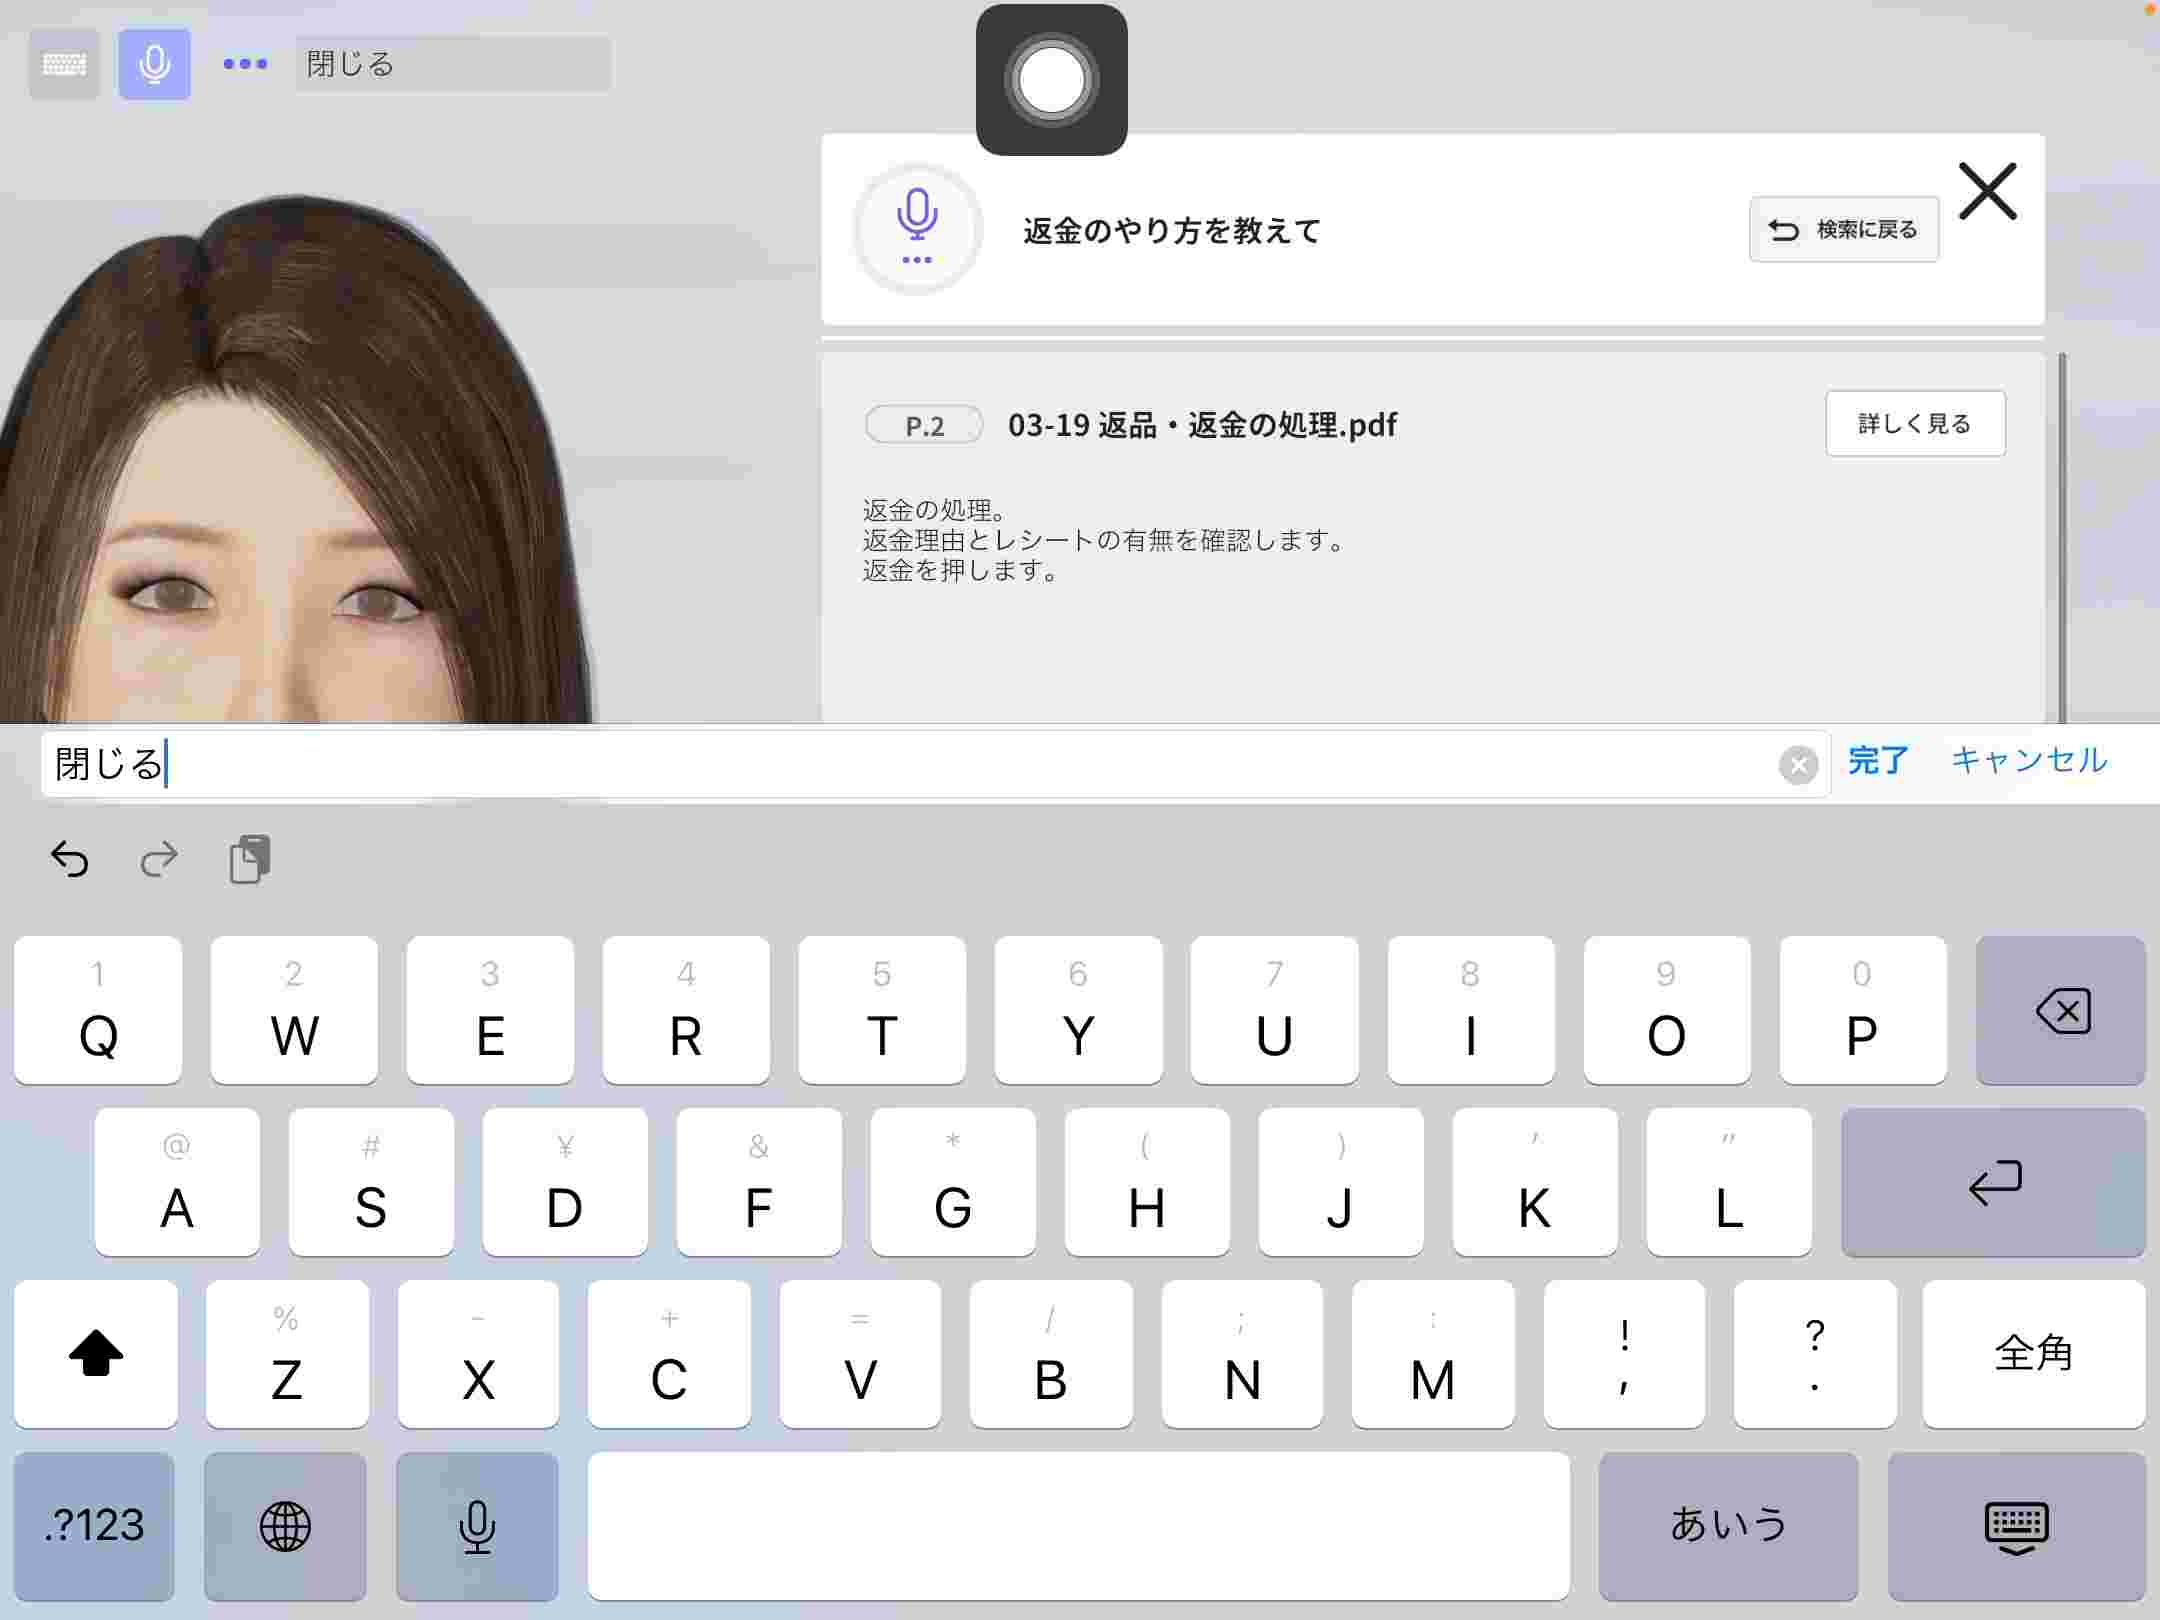 閉じる
返金のやり方を教えて
検索に戻る
P.2 03-19 返品・返金の処理.pdf
詳しく見る
返金の処理。
返金理由とレシートの有無を確認します。
返金を押します。
閉じる 完了 キャンセル
1 2 3 4 5 6 7 8 9 0
Q W E R T Y U I O P
@ # ¥ & * ( ) ' "
A S D F G H J K L
% - + = / ; : ! ?
Z X C V B N M , . 全角
.?123 あいう